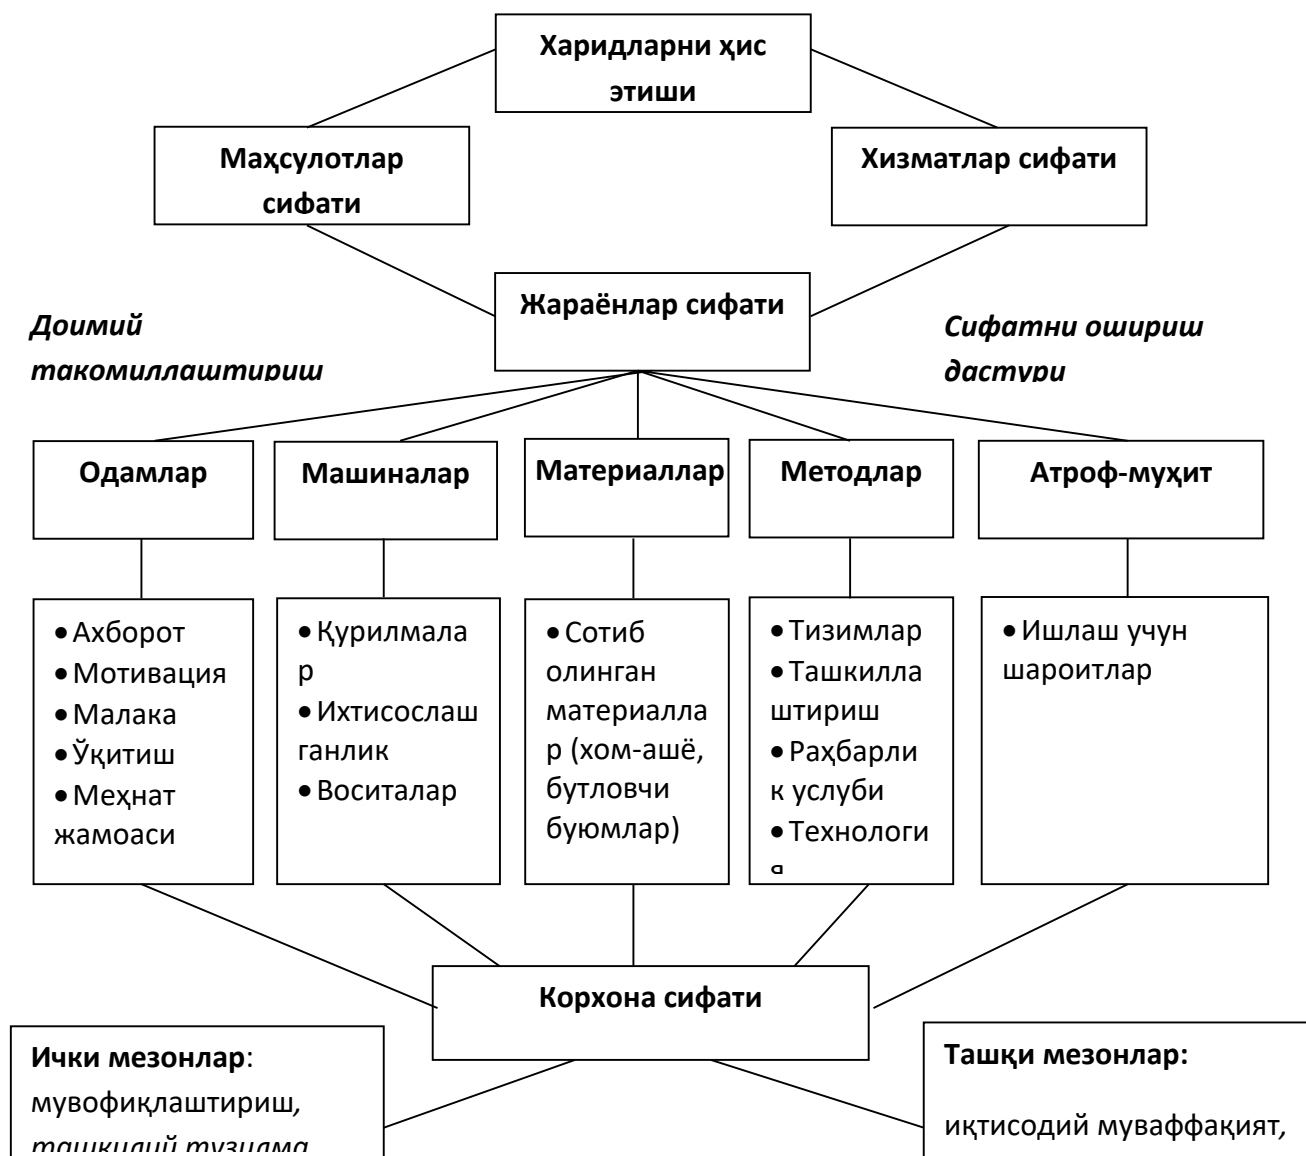 Харидларни ҳис
этиши
Маҳсулотлар
сифати
Хизматлар сифати
Жараёнлар сифати
Доимий
такомиллаштириш
Сифатни ошириш
дастури
Одамлар
Машиналар
Материаллар
Методлар
Атроф-муҳит
• Ахборот
• Мотивация
• Малака
• Ўқитиш
• Меҳнат
жамоаси
• Қурилмала
р
• Ихтисослаш
ганлик
• Воситалар
• Сотиб
олинган
материалла
р (хом-ашё,
бутловчи
буюмлар)
• Тизимлар
• Ташкилла
штириш
• Раҳбарли
к услуби
• Технологи
я
• Ишлаш учун
шароитлар
Корхона сифати
Ички мезонлар:
мувофиқлаштириш,
ташкилий тузилма
Ташқи мезонлар:
иқтисодий муваффақият,